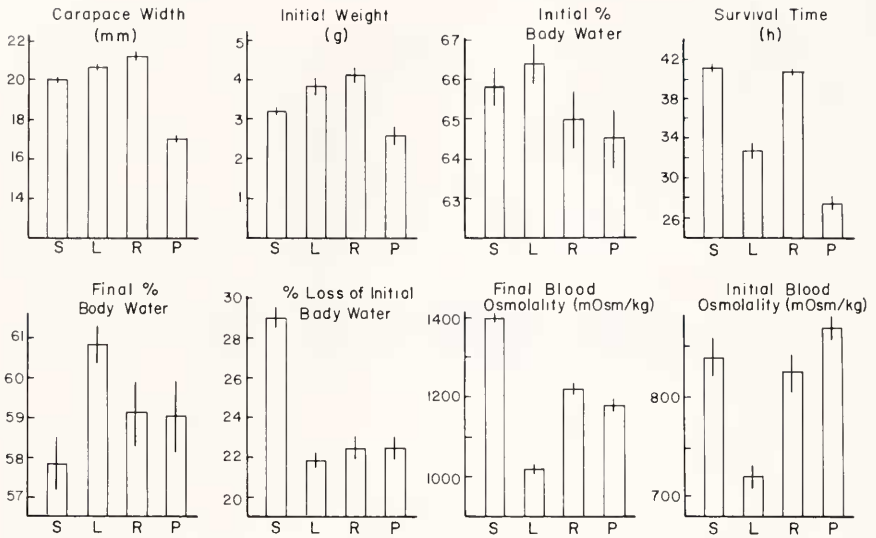 Carapace Width
(mm)
22
20
18
16
14
S L R P
Initial Weight
(g)
5
4
3
2
1
S L R P
Initial %
Body Water
67
66
65
64
63
S L R P
Survival Time
(h)
42
38
34
30
26
S L R P
Final %
Body Water
61
60
59
58
57
S L R P
% Loss of Initial
Body Water
30
28
26
24
22
20
S L R P
Final Blood
Osmolality (mOsm/kg)
1400
1200
1000
S L R P
Initial Blood
Osmolality (mOsm/kg)
800
700
S L R P